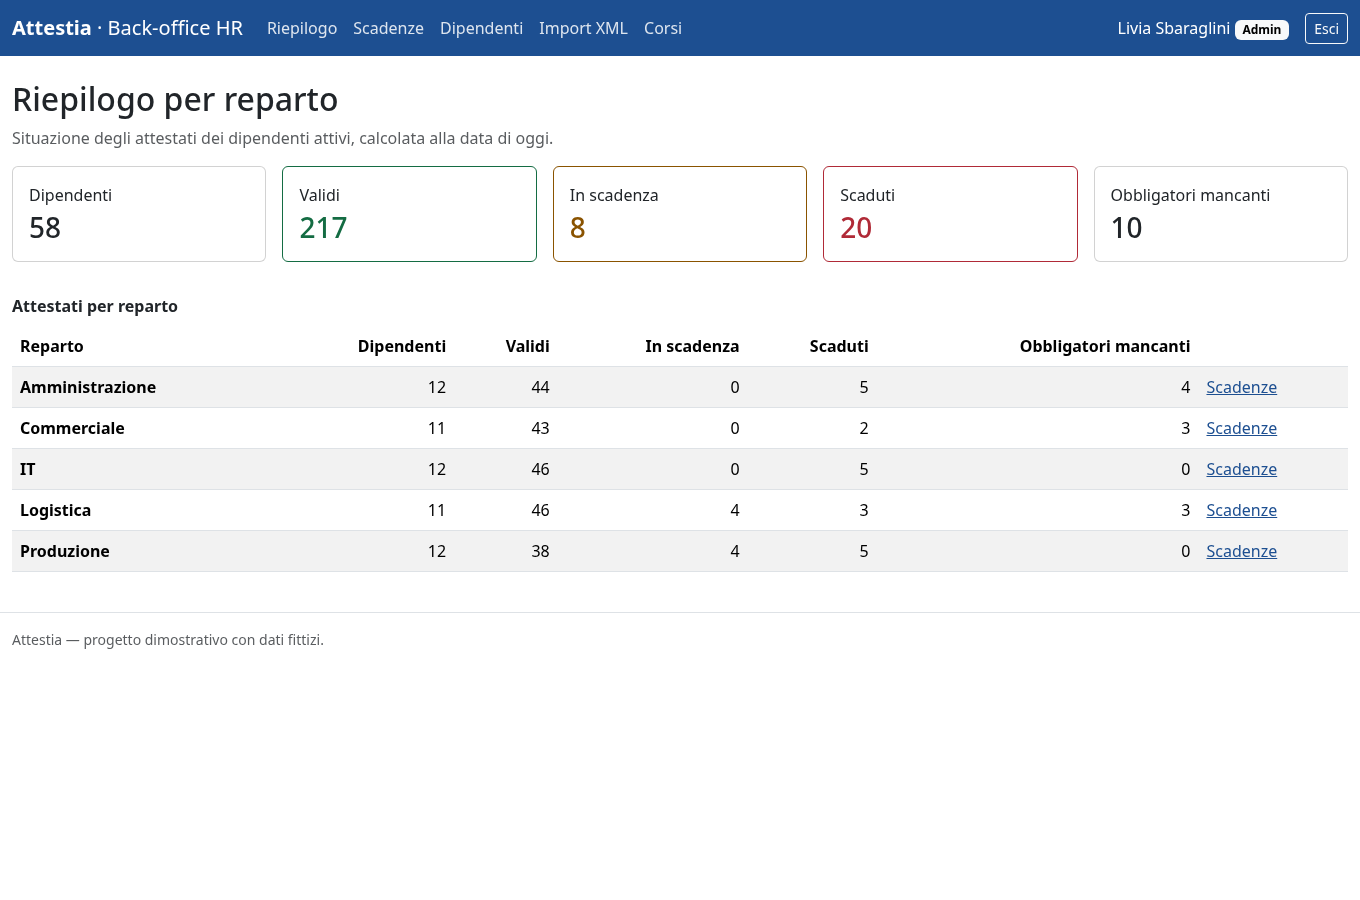 Attestia · Back-office HR Riepilogo Scadenze Dipendenti Import XML Corsi Livia Sbaraglini Admin Esci
Riepilogo per reparto
Situazione degli attestati dei dipendenti attivi, calcolata alla data di oggi.
Dipendenti
58
Validi
217
In scadenza
8
Scaduti
20
Obbligatori mancanti
10
Attestati per reparto
Reparto Dipendenti Validi In scadenza Scaduti Obbligatori mancanti
Amministrazione 12 44 0 5 4 Scadenze
Commerciale 11 43 0 2 3 Scadenze
IT 12 46 0 5 0 Scadenze
Logistica 11 46 4 3 3 Scadenze
Produzione 12 38 4 5 0 Scadenze
Attestia — progetto dimostrativo con dati fittizi.